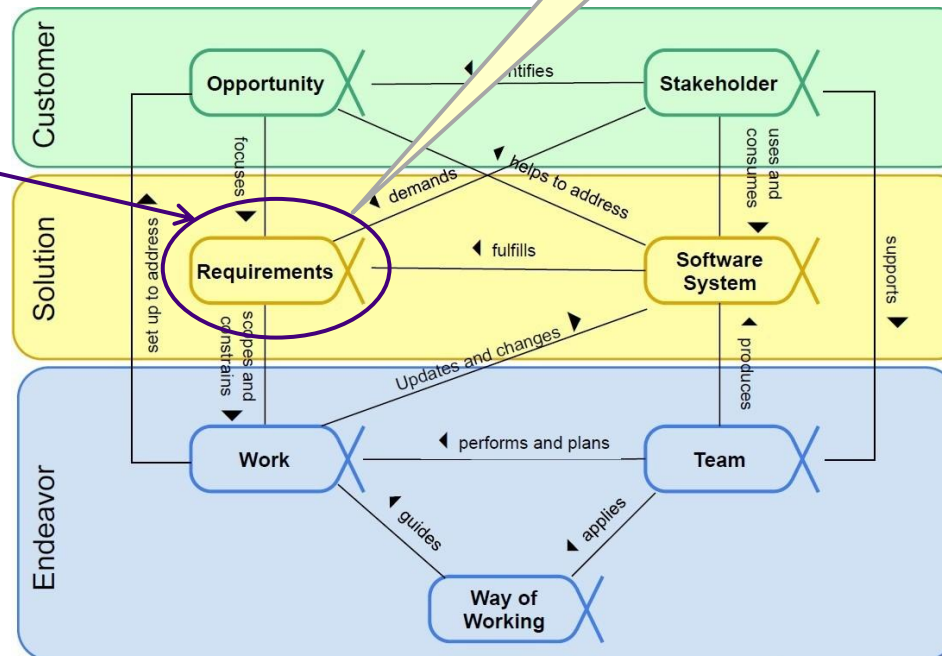 Customer
Opportunity
Stakeholder
focuses
demands
helps to address
uses and
consumes
Solution
set up to address
Requirements
fulfills
Software
System
supports
scopes and
constrains
Updates and changes
produces
Endeavor
Work
performs and plans
Team
guides
applies
Way of
Working